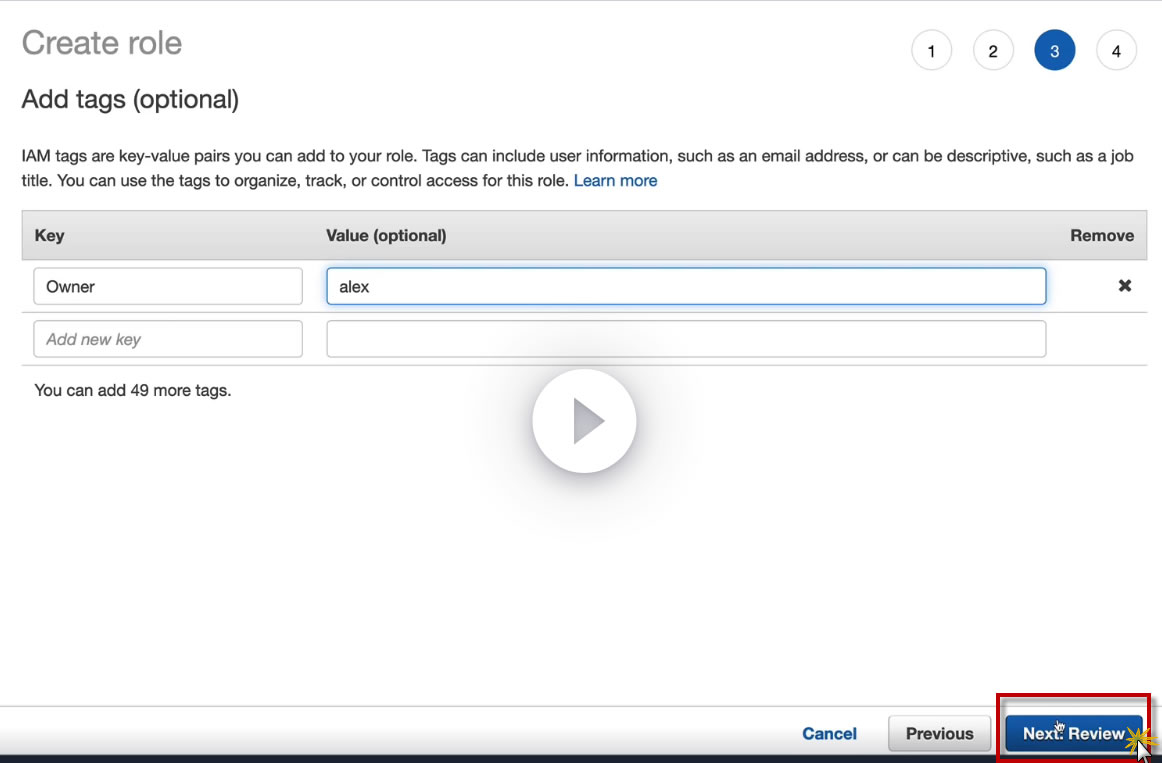 Create role
1 2 3 4
Add tags (optional)
IAM tags are key-value pairs you can add to your role. Tags can include user information, such as an email address, or can be descriptive, such as a job
title. You can use the tags to organize, track, or control access for this role. Learn more
Key Value (optional) Remove
Owner alex
Add new key
You can add 49 more tags.
Cancel Previous Next: Review